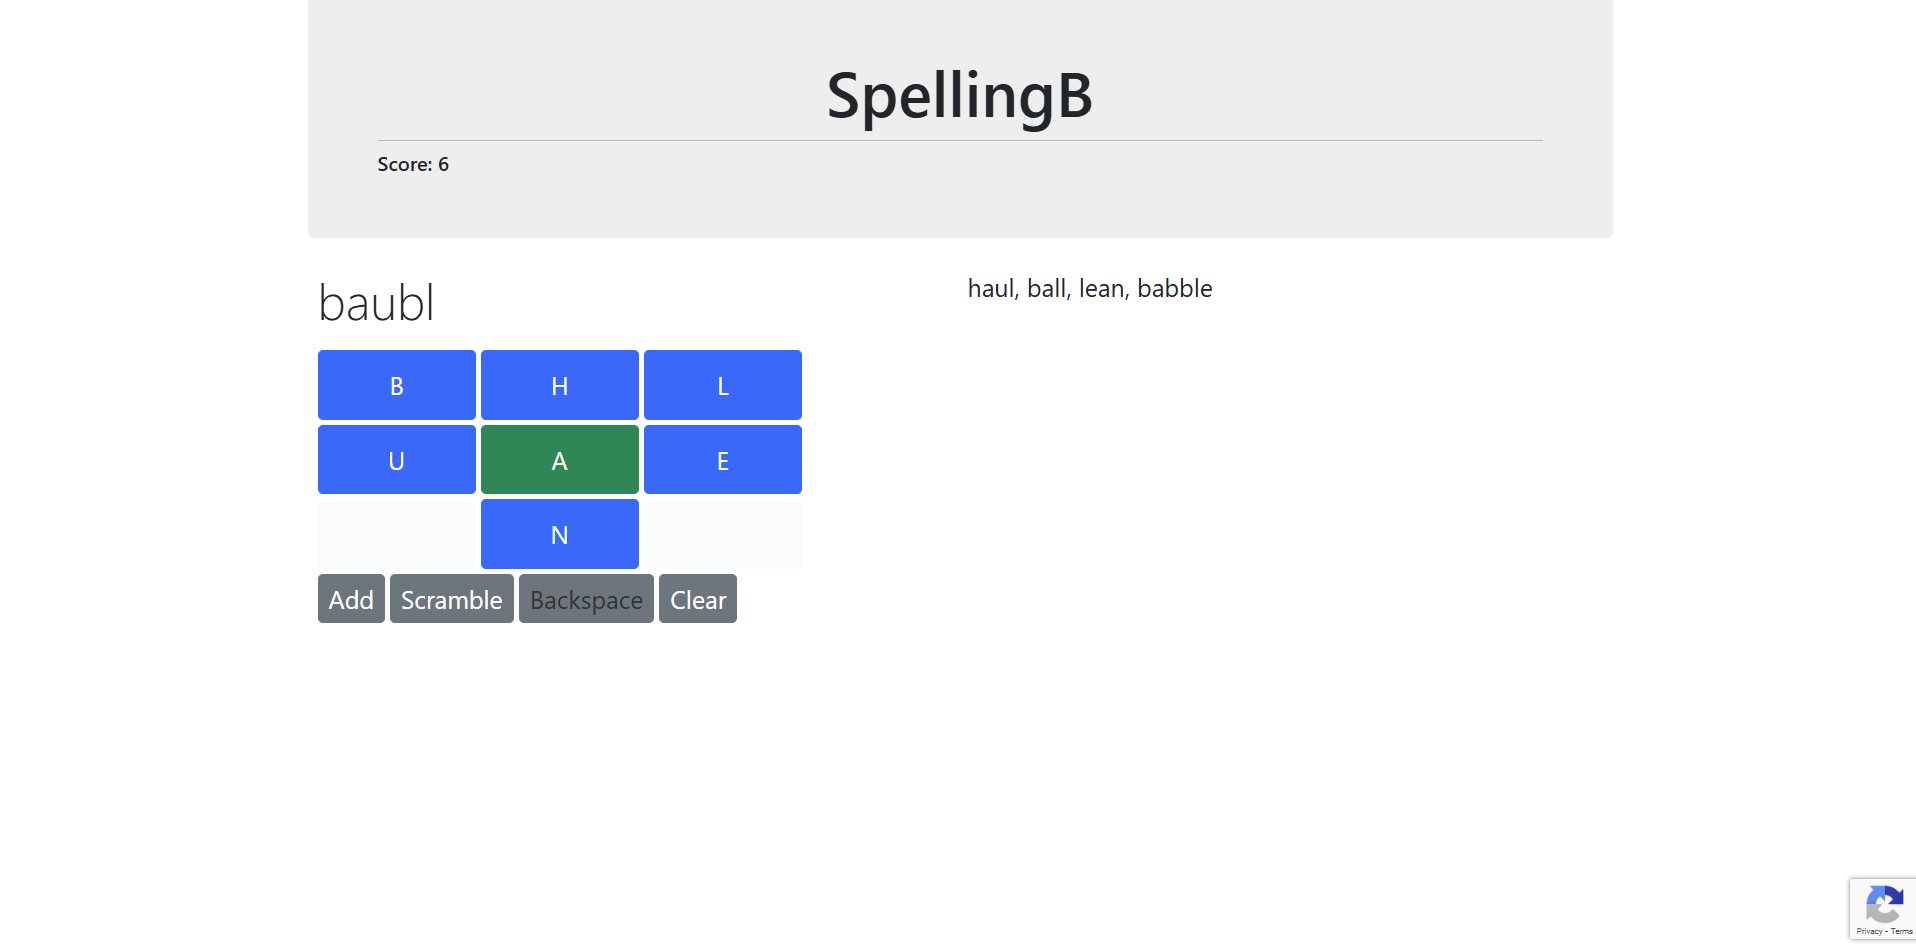 SpellingB
Score: 6
baubl
haul, ball, lean, babble
B H L
U A E
N
Add Scramble Backspace Clear
Privacy - Terms